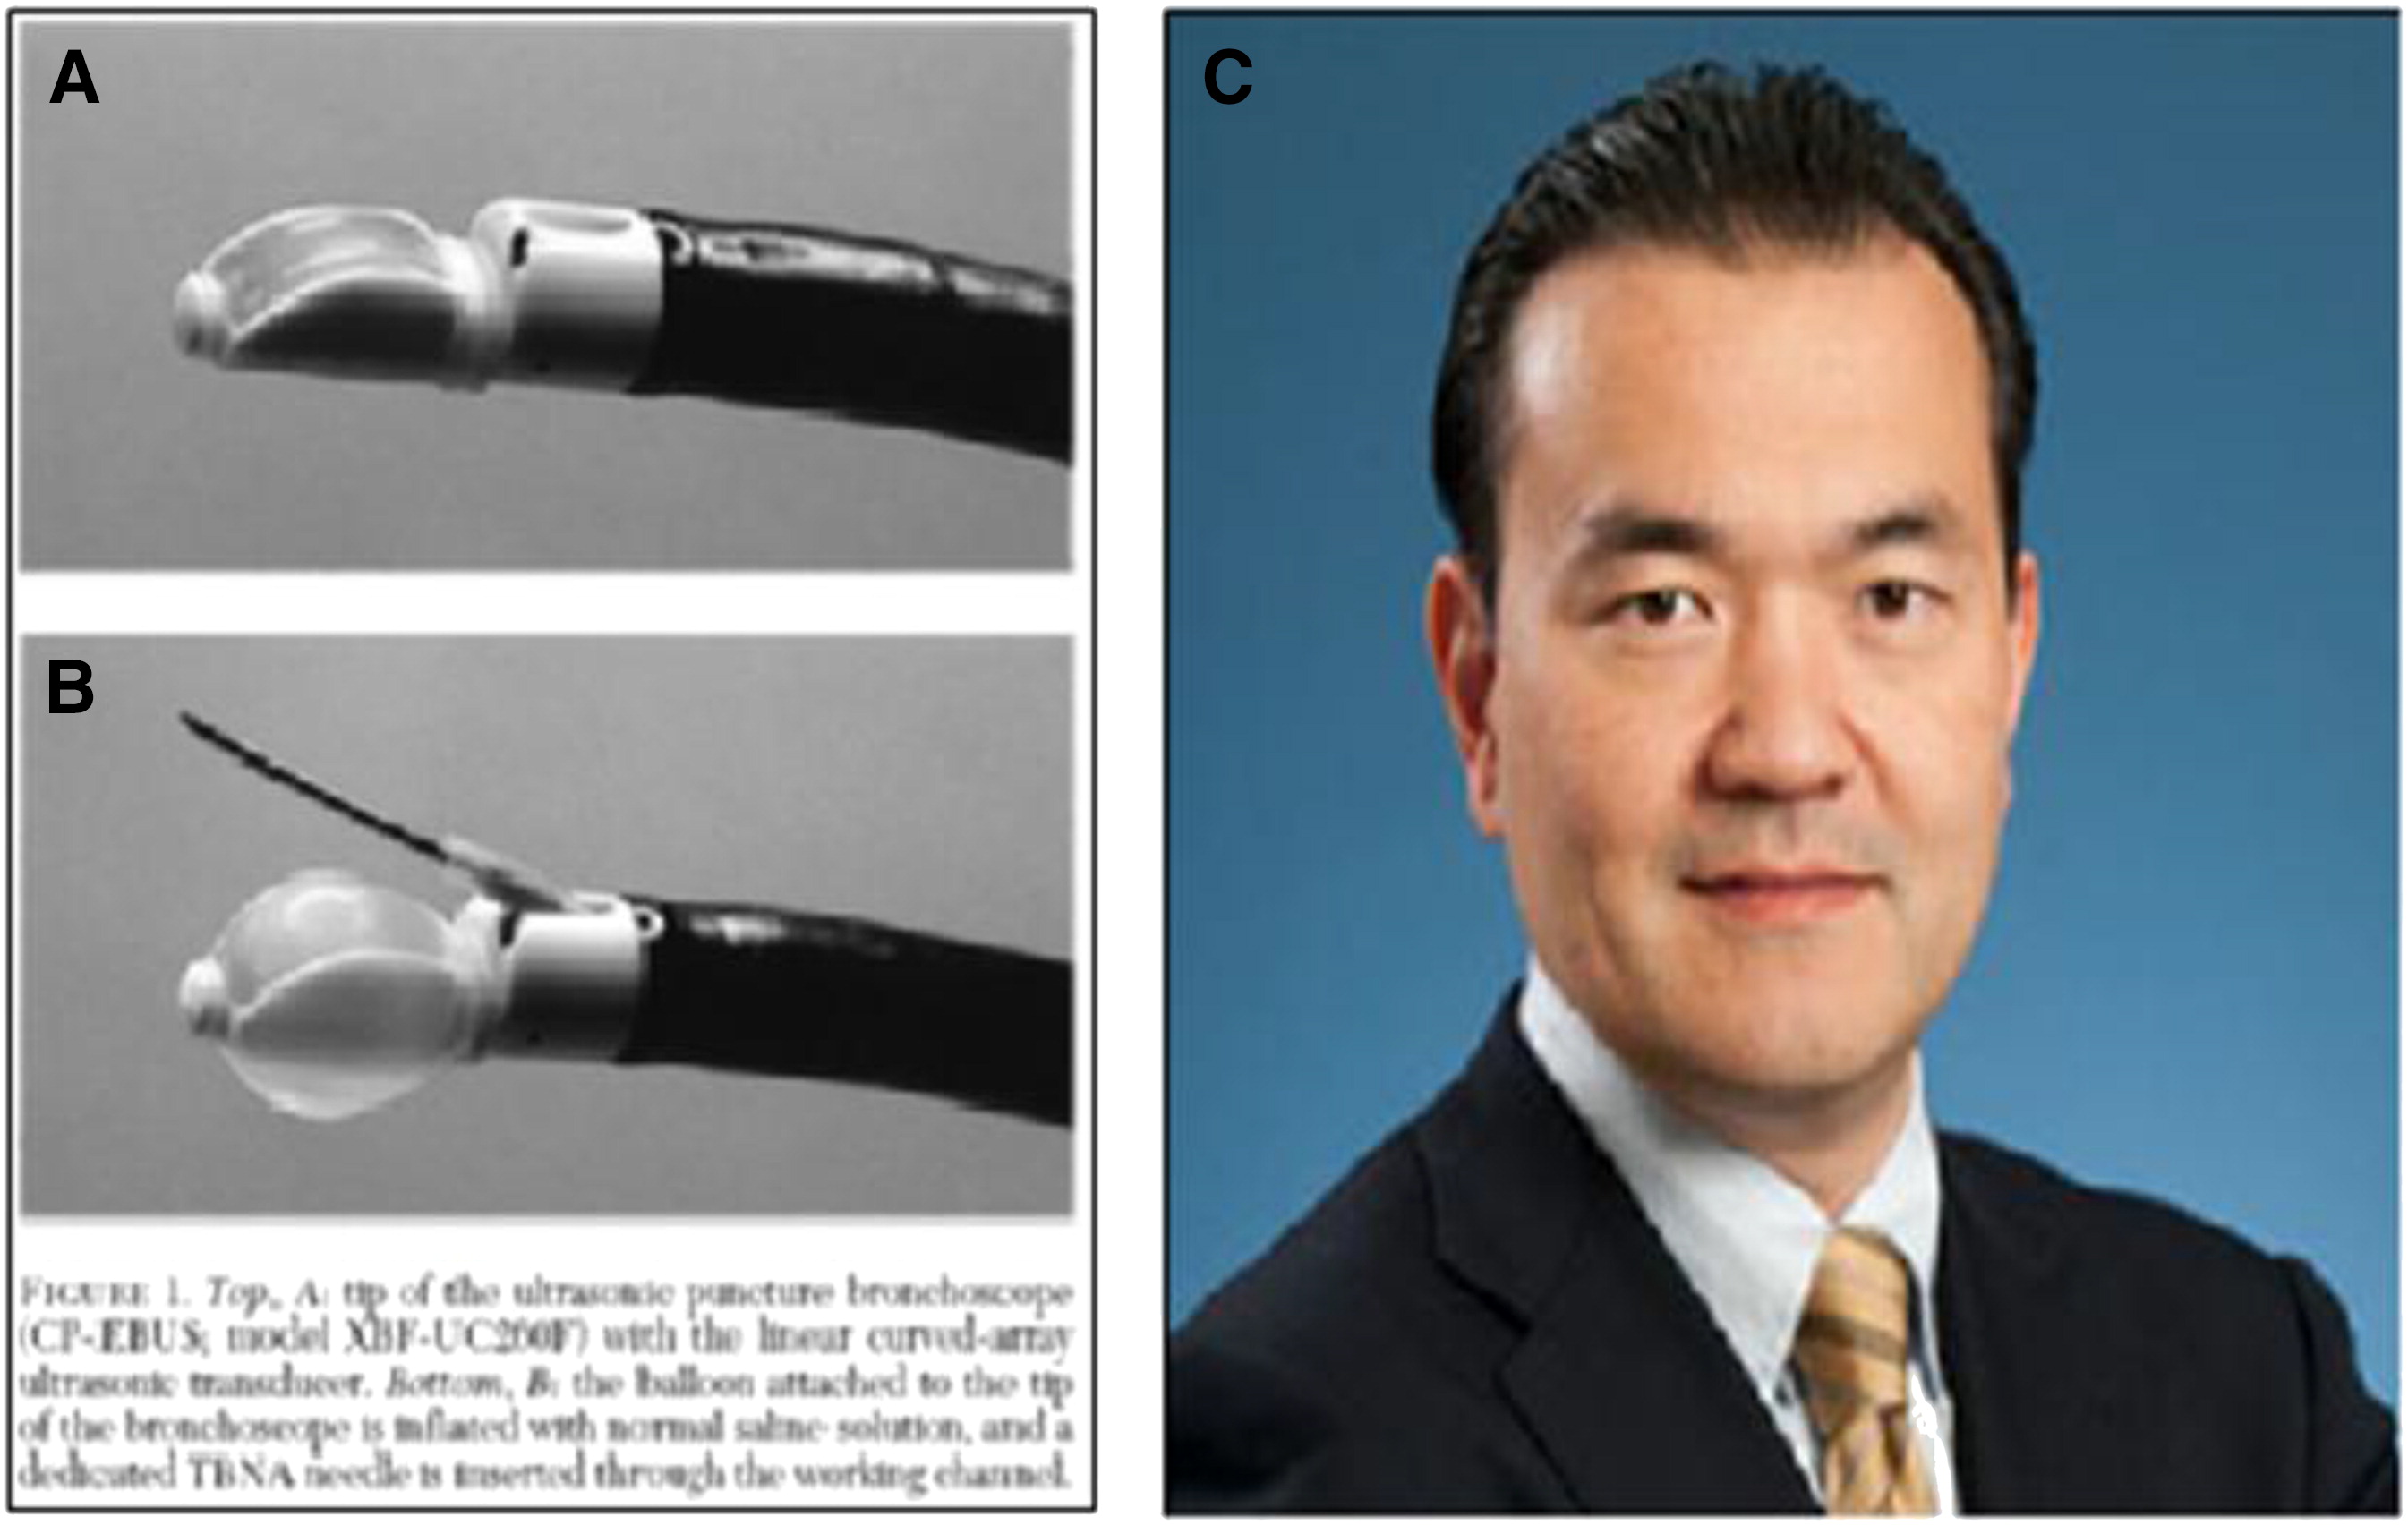 A
B
FIGURE 1. Top, A: tip of the ultrasonic puncture bronchoscope
(CP-EBUS; model XBF-UC260F) with the linear curved-array
ultrasonic transducer. Bottom, B: the balloon attached to the tip
of the bronchoscope is inflated with normal saline solution, and a
dedicated TBNA needle is inserted through the working channel.
C